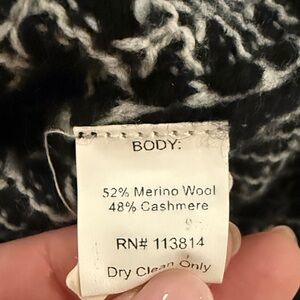 BODY:
52% Merino Wool
48% Cashmere
RN# 113814
Dry Clean Only